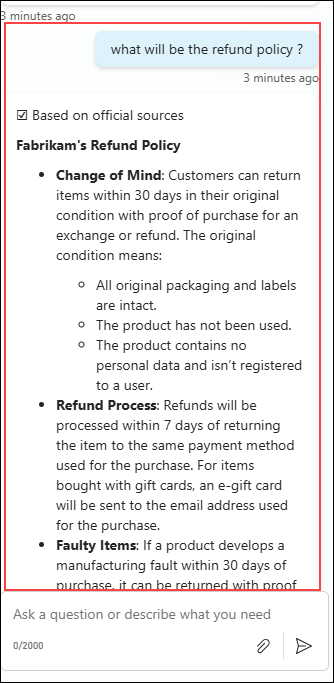 3 minutes ago
what will be the refund policy ?
3 minutes ago
☑ Based on official sources
Fabrikam's Refund Policy
• Change of Mind: Customers can return
items within 30 days in their original
condition with proof of purchase for an
exchange or refund. The original
condition means:
○ All original packaging and labels
are intact.
○ The product has not been used.
○ The product contains no
personal data and isn’t registered
to a user.
• Refund Process: Refunds will be
processed within 7 days of returning
the item to the same payment method
used for the purchase. For items
bought with gift cards, an e-gift card
will be sent to the email address used
for the purchase.
• Faulty Items: If a product develops a
manufacturing fault within 30 days of
purchase, it can be returned with proof
Ask a question or describe what you need
0/2000